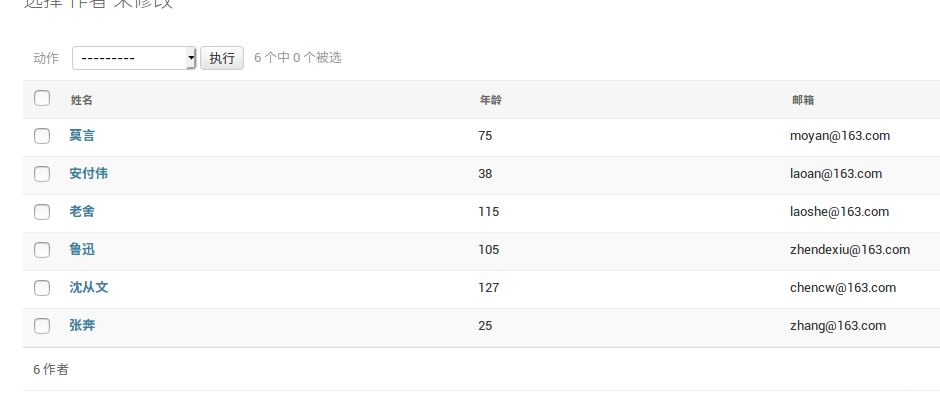 选择 作者 来修改
动作 --------- 执行 6 个中 0 个被选
姓名 年龄 邮箱
莫言 75 moyan@163.com
安付伟 38 laoan@163.com
老舍 115 laoshe@163.com
鲁迅 105 zhendexiu@163.com
沈从文 127 chencw@163.com
张奔 25 zhang@163.com
6 作者